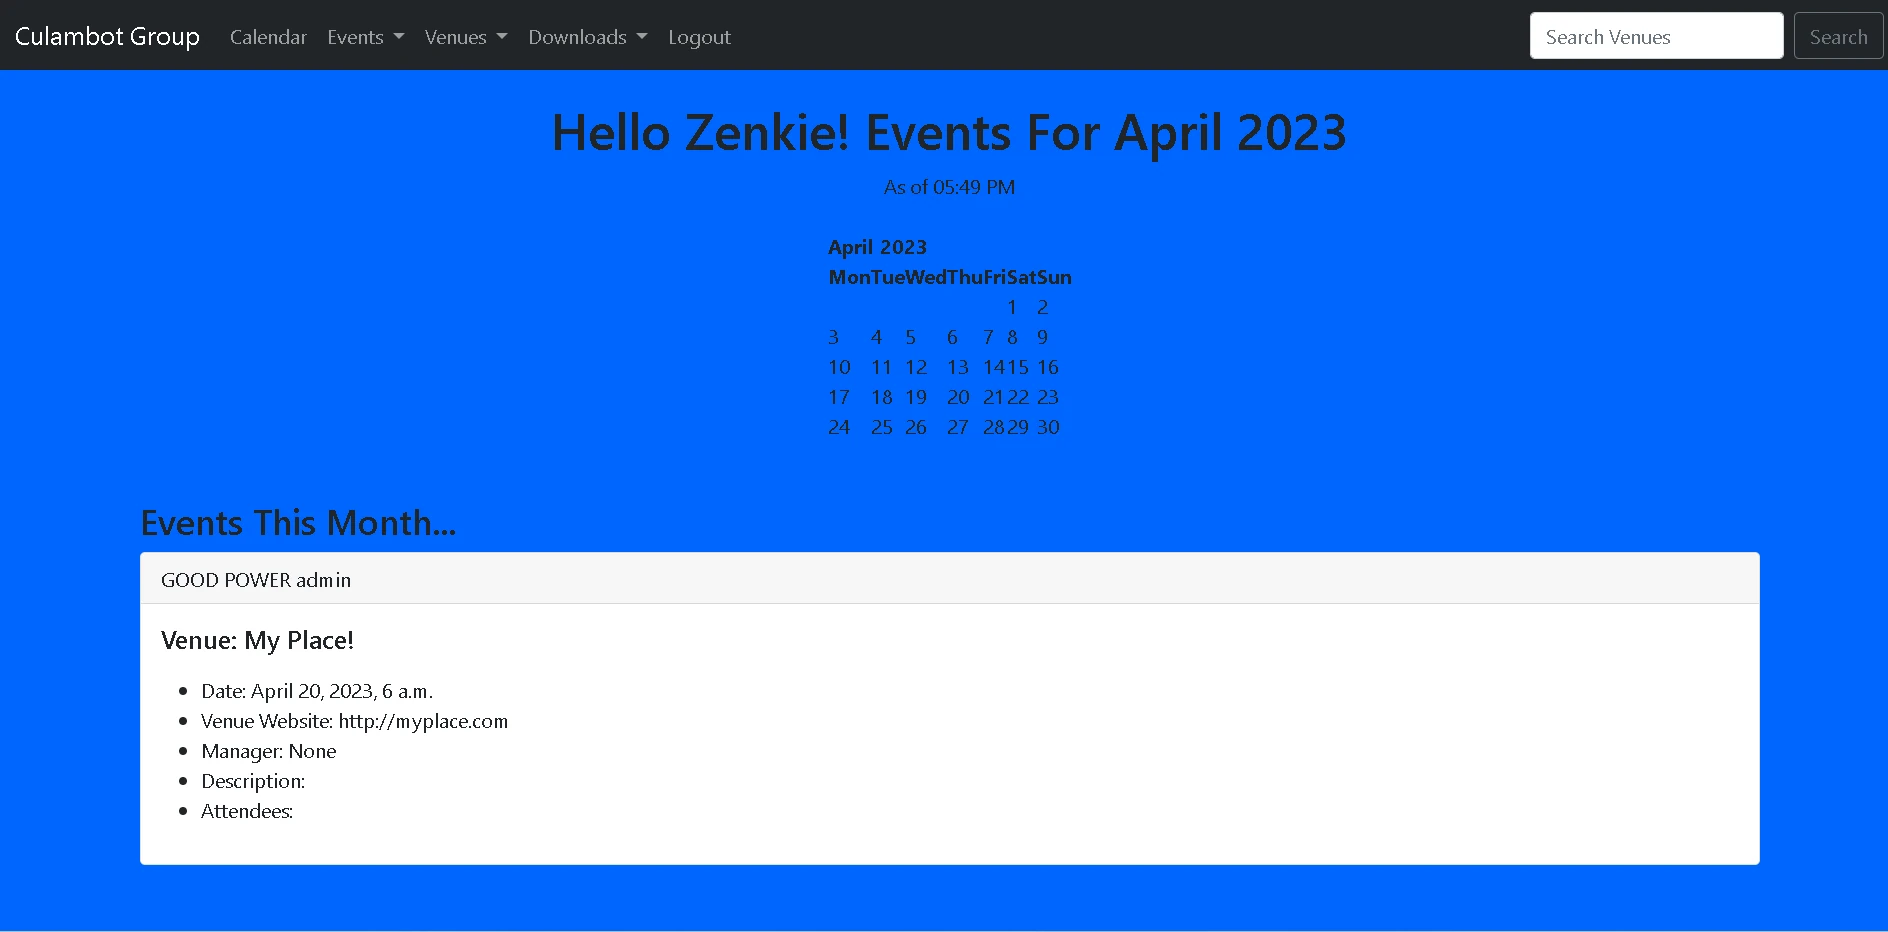 Culambot Group Calendar Events Venues Downloads Logout Search Venues Search
Hello Zenkie! Events For April 2023
As of 05:49 PM
April 2023
Mon Tue Wed Thu Fri Sat Sun
1 2
3 4 5 6 7 8 9
10 11 12 13 14 15 16
17 18 19 20 21 22 23
24 25 26 27 28 29 30
Events This Month...
GOOD POWER admin
Venue: My Place!
Date: April 20, 2023, 6 a.m.
Venue Website: http://myplace.com
Manager: None
Description:
Attendees: